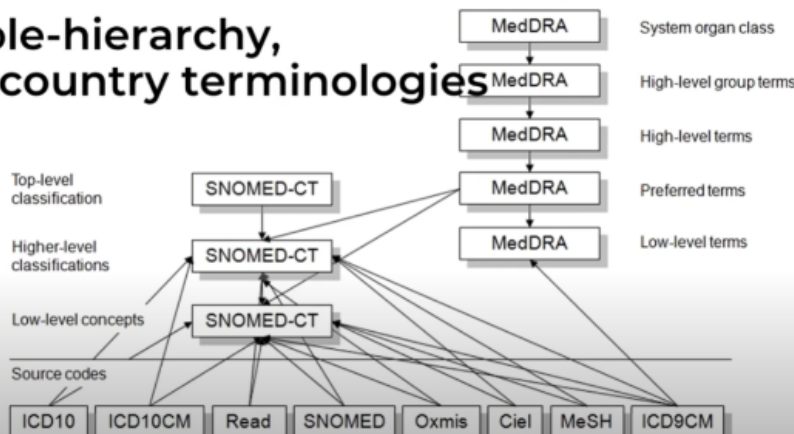 ple-hierarchy,
country terminologies
MedDRA
System organ class
MedDRA
High-level group terms
MedDRA
High-level terms
MedDRA
Preferred terms
MedDRA
Low-level terms
Top-level
classification
SNOMED-CT
Higher-level
classifications
SNOMED-CT
Low-level concepts
SNOMED-CT
Source codes
ICD10
ICD10CM
Read
SNOMED
Oxmis
Ciel
MeSH
ICD9CM